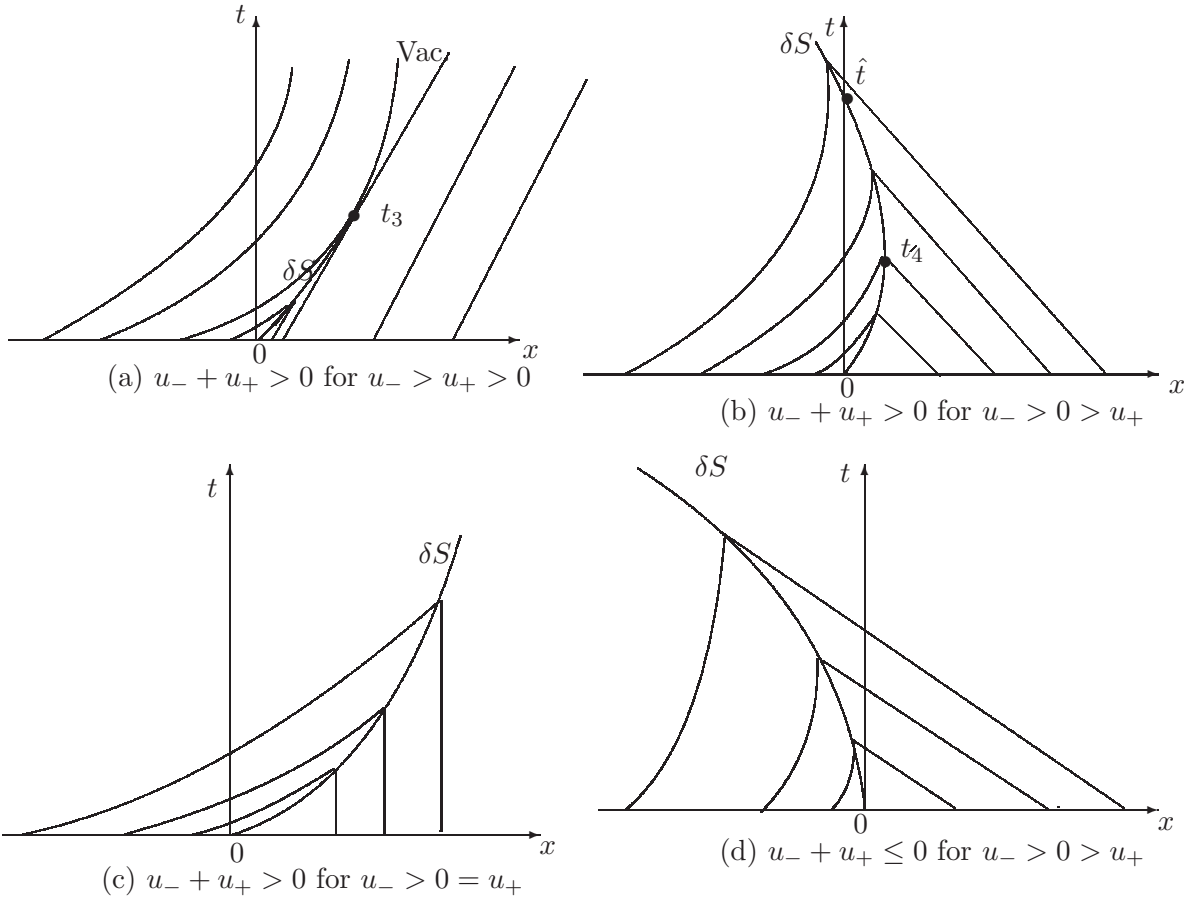 t
Vac.
t₃
δS
0
x
(a) u₋ + u₊ > 0 for u₋ > u₊ > 0
t
δS
t̂
t₄
0
x
(b) u₋ + u₊ > 0 for u₋ > 0 > u₊
t
δS
0
x
(c) u₋ + u₊ > 0 for u₋ > 0 = u₊
δS
t
0
x
(d) u₋ + u₊ ≤ 0 for u₋ > 0 > u₊